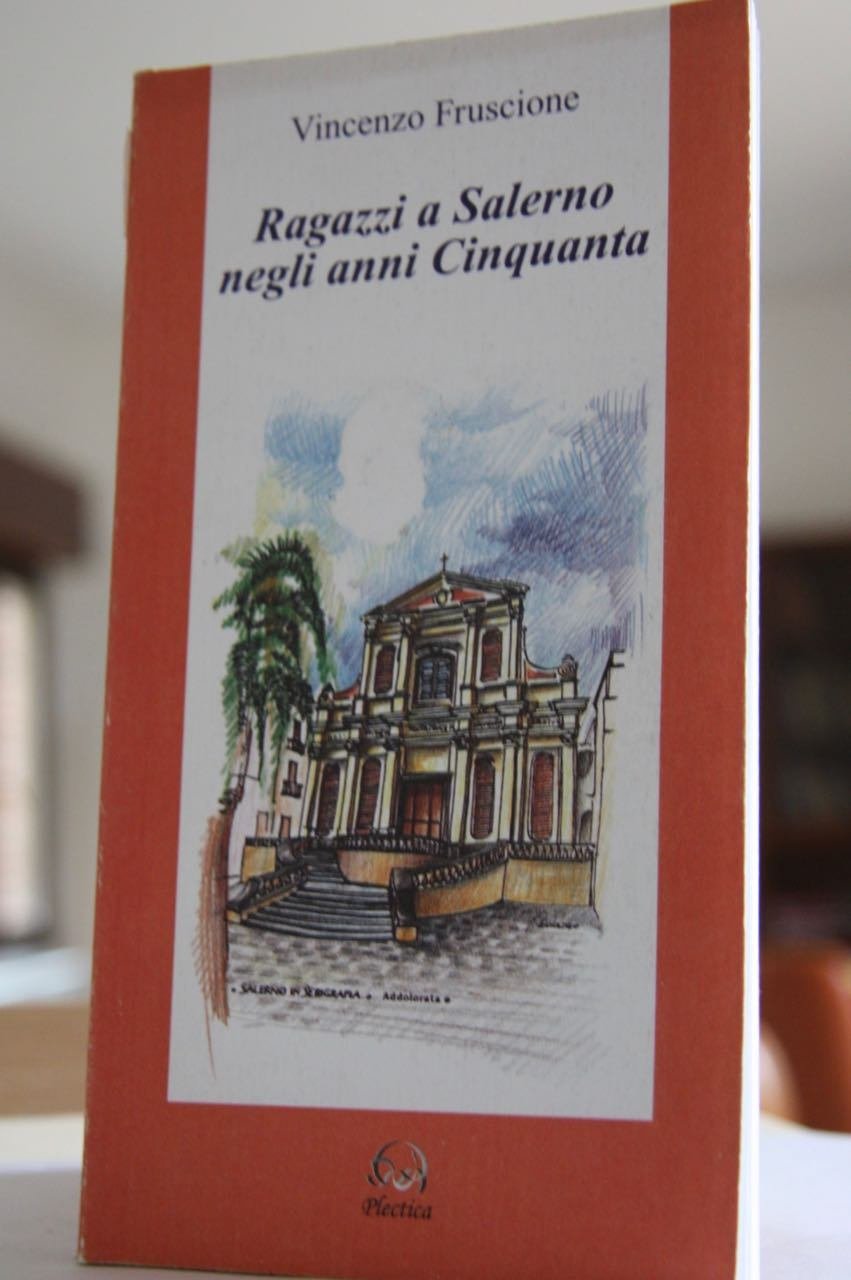 Vincenzo Fruscione
Ragazzi a Salerno
negli anni Cinquanta
SALERNO IN SERIGRAFIA Addolorata
Plectica